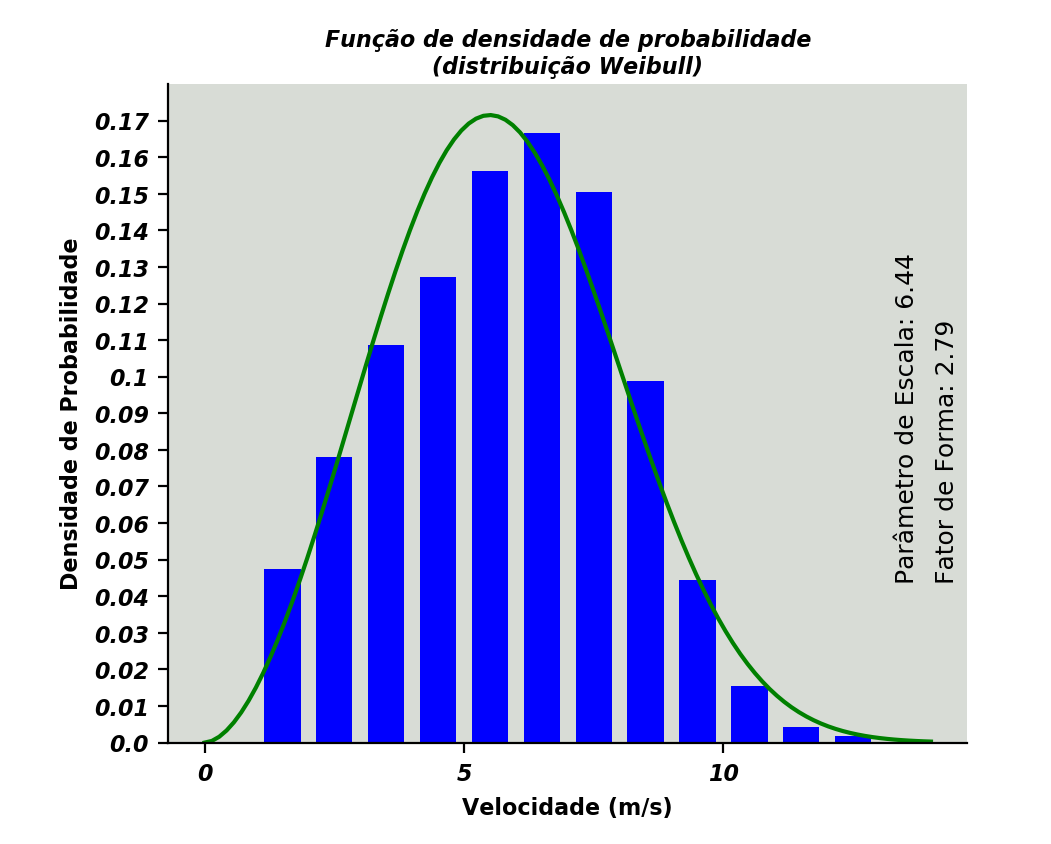 Função de densidade de probabilidade
(distribuição Weibull)
Densidade de Probabilidade
0.17
0.16
0.15
0.14
0.13
0.12
0.11
0.1
0.09
0.08
0.07
0.06
0.05
0.04
0.03
0.02
0.01
0.0
Parâmetro de Escala: 6.44
Fator de Forma: 2.79
0 5 10
Velocidade (m/s)